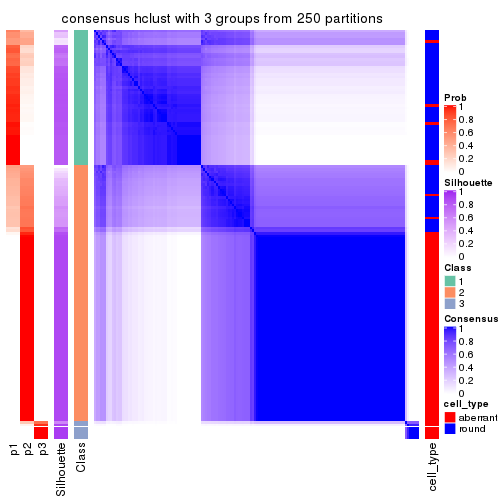 consensus hclust with 3 groups from 250 partitions
p1
p2
p3
Silhouette
Class
cell_type
Prob
1
0.8
0.6
0.4
0.2
0
Silhouette
1
0.8
0.6
0.4
0.2
0
Class
1
2
3
Consensus
1
0.8
0.6
0.4
0.2
0
cell_type
aberrant
round